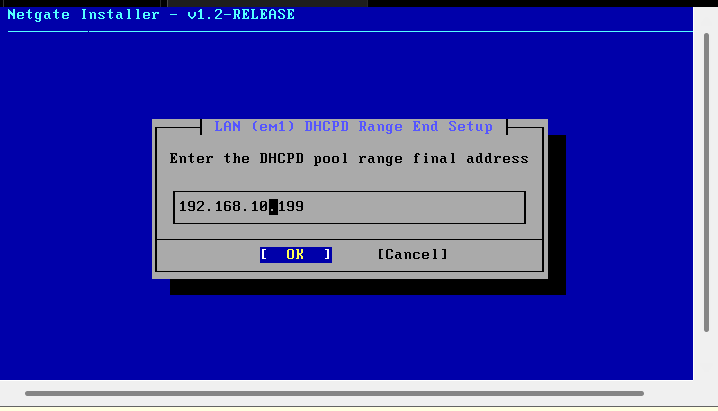 Netgate Installer - v1.2-RELEASE
LAN (em1) DHCPD Range End Setup
Enter the DHCPD pool range final address
192.168.10.199
[ OK ] [Cancel]